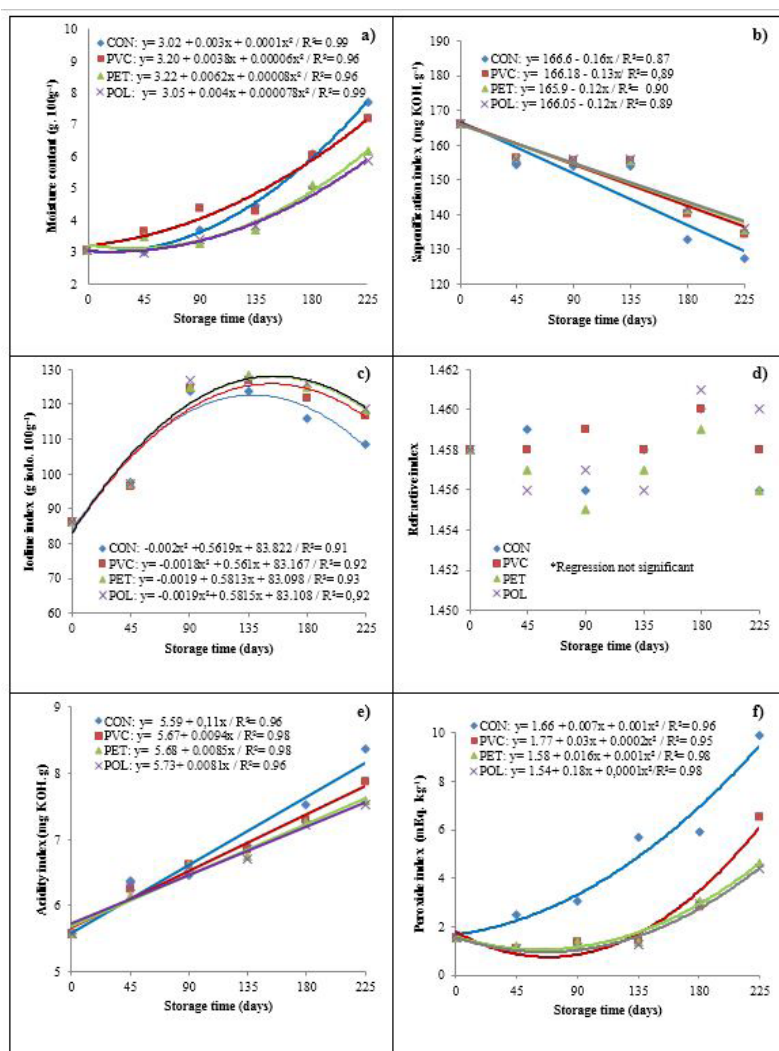 a)
CON: y= 3.02 + 0.003x + 0.0001x² / R²= 0.99
PVC: y= 3.20 + 0.0038x + 0.00006x² / R²= 0.96
PET: y= 3.22 + 0.0062x + 0.00008x² / R²= 0.96
POL: y= 3.05 + 0.004x + 0.000078x² / R²= 0.99
Moisture content (g. 100g⁻¹)
10
9
8
7
6
5
4
3
2
0 45 90 135 180 225
Storage time (days)
b)
CON: y= 166.6 - 0.16x / R²= 0.87
PVC: y= 166.18 - 0.13x/ R²= 0,89
PET: y= 165.9 - 0.12x / R²= 0.90
POL: y= 166.05 - 0.12x / R²= 0.89
Saponification index (mg KOH. g⁻¹)
190
180
170
160
150
140
130
120
0 45 90 135 180 225
Storage time (days)
c)
Iodine index (g iodo. 100g⁻¹)
130
120
110
100
90
80
70
60
CON: -0.002x² +0.5619x + 83.822 / R²= 0.91
PVC: y= -0.0018x² + 0.561x + 83.167 / R²= 0.92
PET: y= -0.0019 + 0.5813x + 83.098 / R²= 0.93
POL: y= -0.0019x²+ 0.5815x + 83.108 / R²= 0,92
0 45 90 135 180 225
Storage time (days)
d)
Refractive index
1.462
1.460
1.458
1.456
1.454
1.452
1.450
CON
PVC
PET
POL
*Regression not significant
0 45 90 135 180 225
Storage time (days)
e)
CON: y= 5.59 + 0,11x / R²= 0.96
PVC: y= 5.67+ 0.0094x / R²= 0.98
PET: y= 5.68 + 0.0085x / R²= 0.98
POL: y= 5.73+ 0.0081x / R²= 0.96
Acidity index (mg KOH. g)
9
8
7
6
5
0 45 90 135 180 225
Storage time (days)
f)
CON: y= 1.66 + 0.007x + 0.001x² / R²= 0.96
PVC: y= 1.77 + 0.03x + 0.0002x² / R²= 0.95
PET: y= 1.58 + 0.016x + 0.001x² / R²= 0.98
POL: y= 1.54+ 0.18x + 0,0001x²/ R²= 0.98
Peroxide index (mEq. kg⁻¹)
10
8
6
4
2
0
0 45 90 135 180 225
Storage time (days)